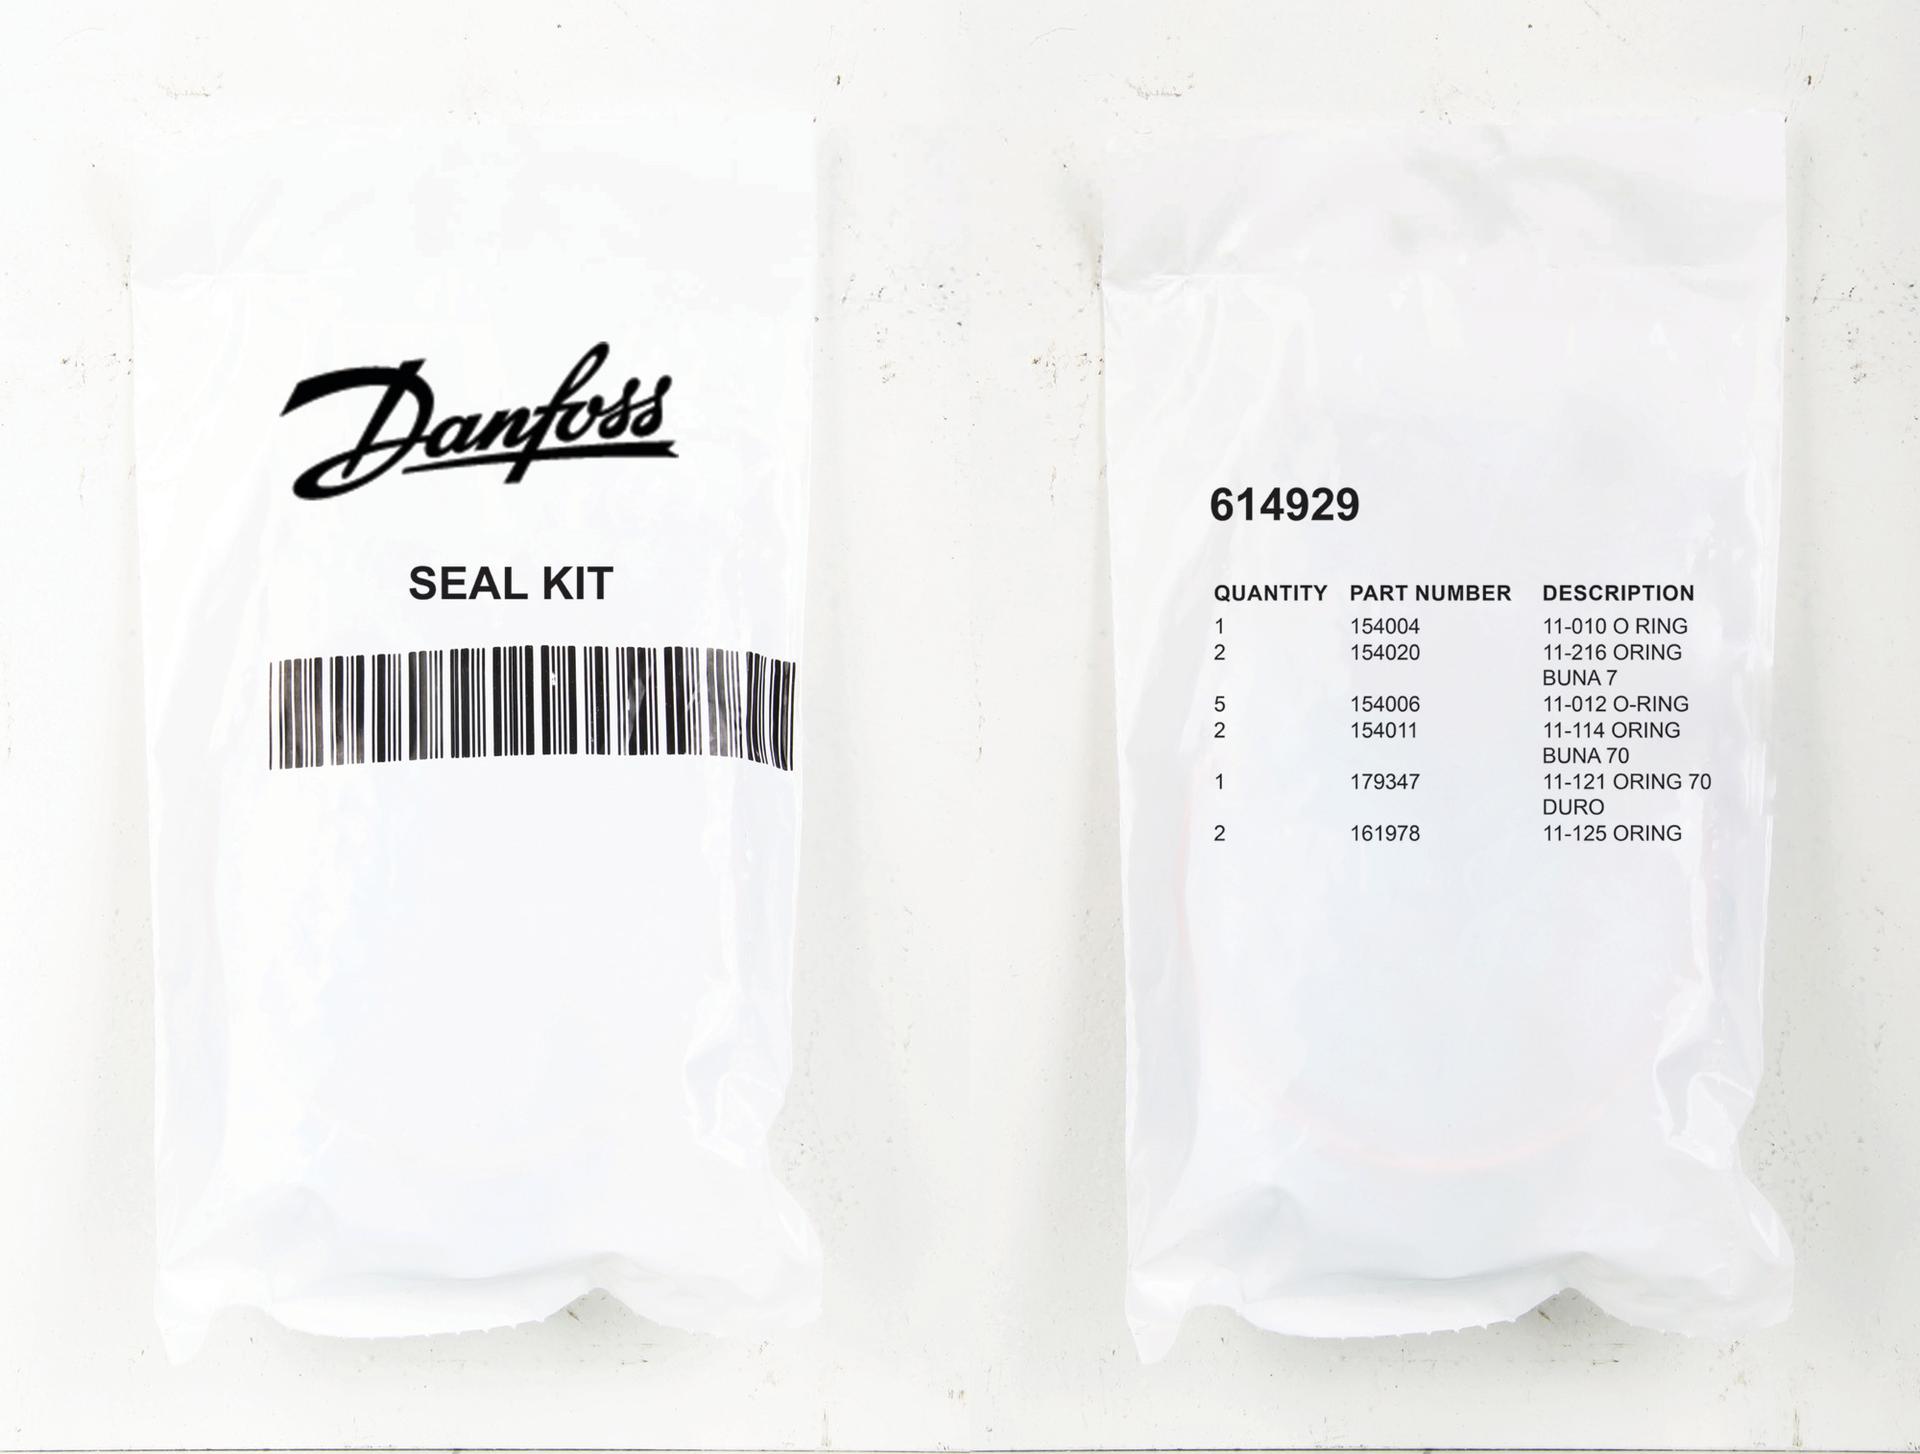 Danfoss
SEAL KIT
614929
QUANTITY PART NUMBER DESCRIPTION
1 154004 11-010 O RING
2 154020 11-216 ORING
BUNA 7
5 154006 11-012 O-RING
2 154011 11-114 ORING
BUNA 70
1 179347 11-121 ORING 70
DURO
2 161978 11-125 ORING